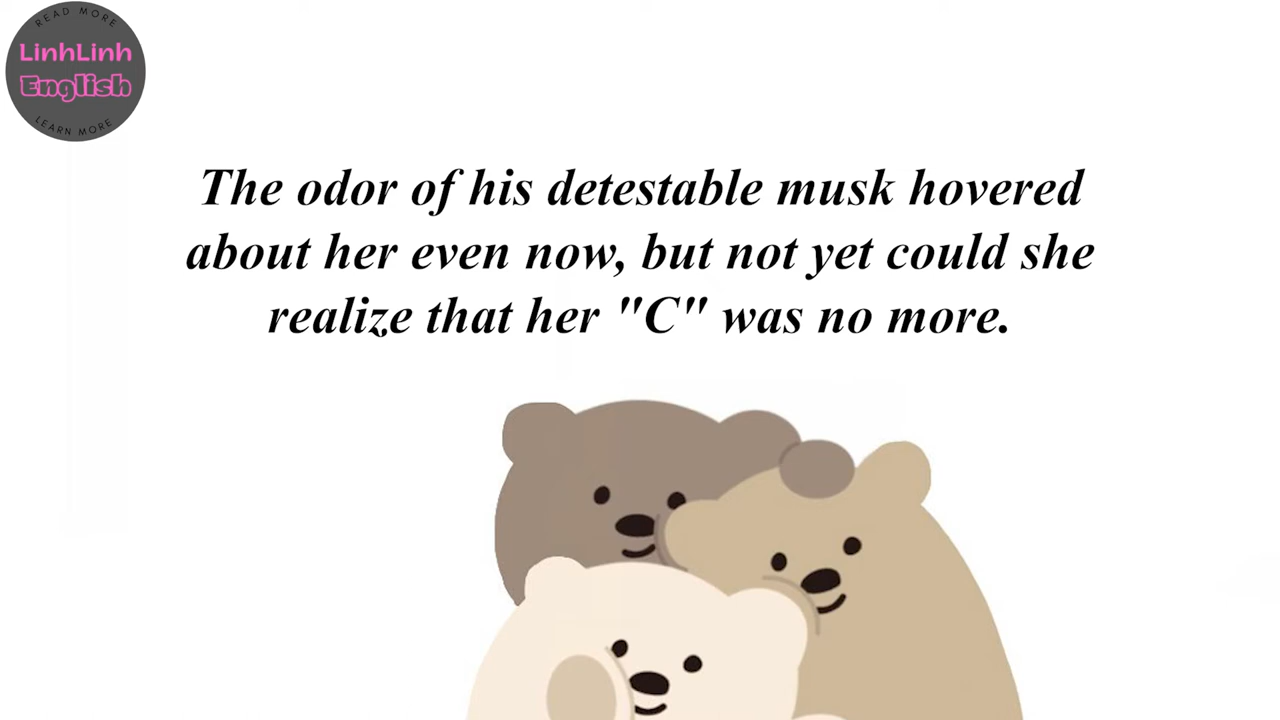 READ MORE
LinhLinh
English
LEARN MORE
The odor of his detestable musk hovered
about her even now, but not yet could she
realize that her "C" was no more.